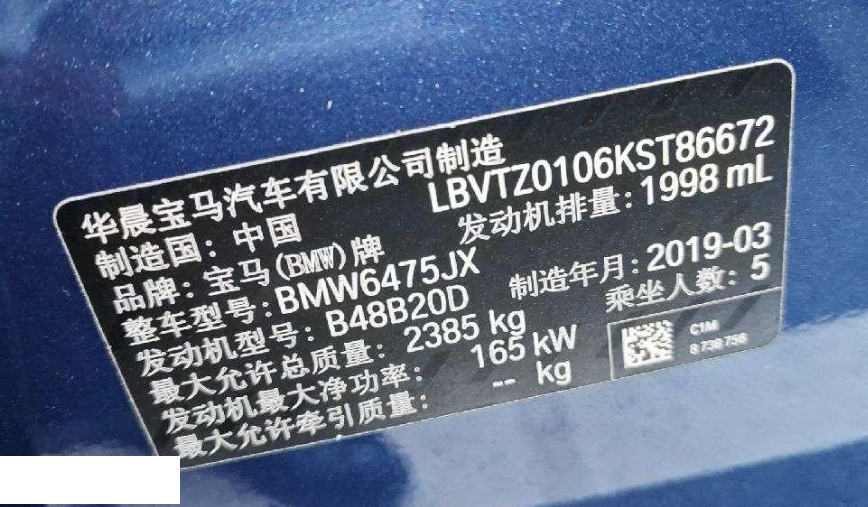 华晨宝马汽车有限公司制造
LBVTZ0106KST86672
制造国：中国
发动机排量：1998 mL
品牌：宝马(BMW)牌
整车型号：BMW6475JX
制造年月：2019-03
发动机型号：B48B20D
乘坐人数：5
最大允许总质量：2385 kg
发动机最大净功率：165 kW
最大允许牵引质量：-- kg
C1M
8 738 756